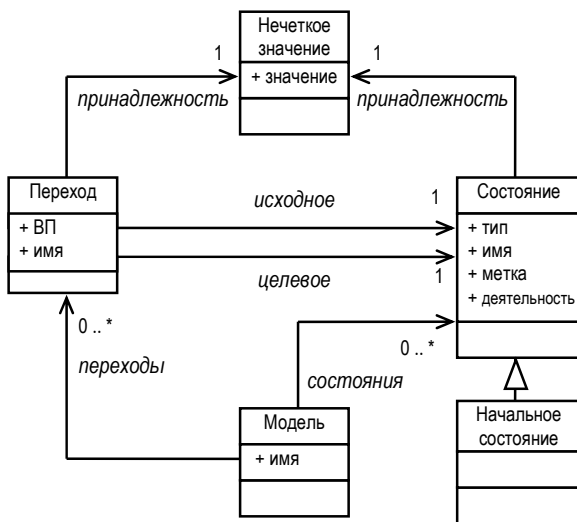 Нечеткое
значение
+ значение
1
1
принадлежность
принадлежность
Переход
+ ВП
+ имя
исходное
1
целевое
1
Состояние
+ тип
+ имя
+ метка
+ деятельность
0 .. *
переходы
0 .. *
состояния
Модель
+ имя
Начальное
состояние